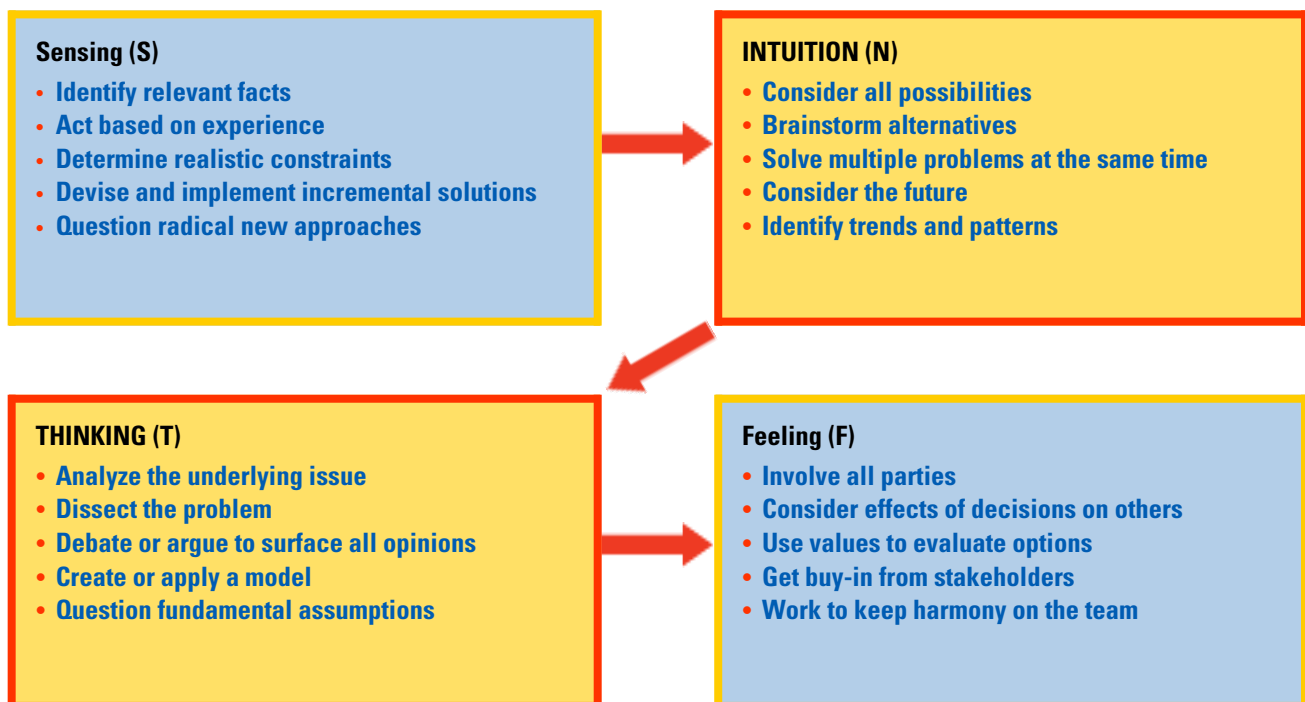 Sensing (S)
• Identify relevant facts
• Act based on experience
• Determine realistic constraints
• Devise and implement incremental solutions
• Question radical new approaches
INTUITION (N)
• Consider all possibilities
• Brainstorm alternatives
• Solve multiple problems at the same time
• Consider the future
• Identify trends and patterns
THINKING (T)
• Analyze the underlying issue
• Dissect the problem
• Debate or argue to surface all opinions
• Create or apply a model
• Question fundamental assumptions
Feeling (F)
• Involve all parties
• Consider effects of decisions on others
• Use values to evaluate options
• Get buy-in from stakeholders
• Work to keep harmony on the team